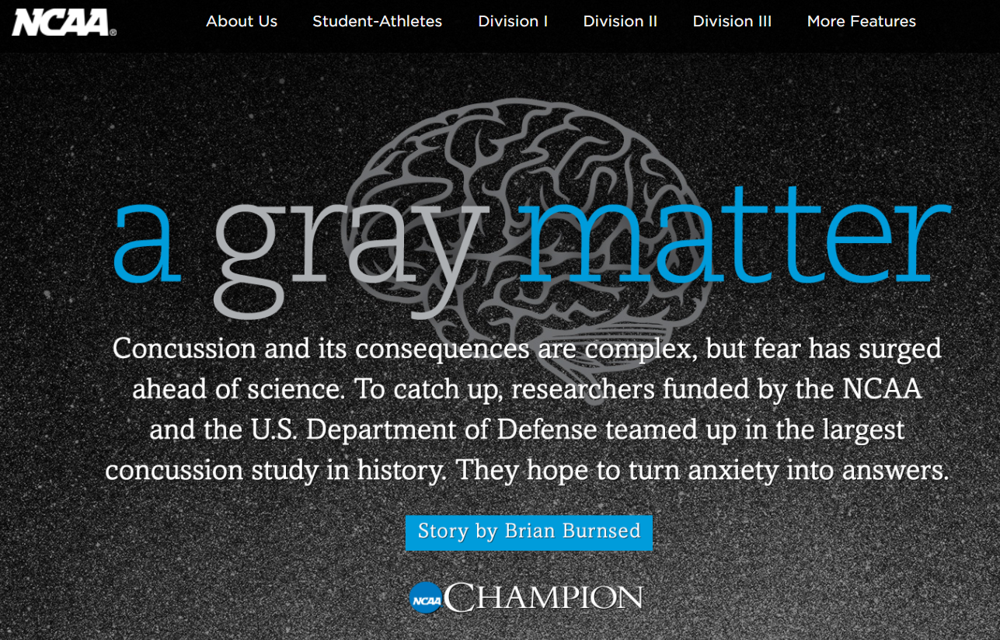 NCAA®
About Us Student-Athletes Division I Division II Division III More Features
a gray matter
Concussion and its consequences are complex, but fear has surged
ahead of science. To catch up, researchers funded by the NCAA
and the U.S. Department of Defense teamed up in the largest
concussion study in history. They hope to turn anxiety into answers.
Story by Brian Burnsed
NCAA CHAMPION